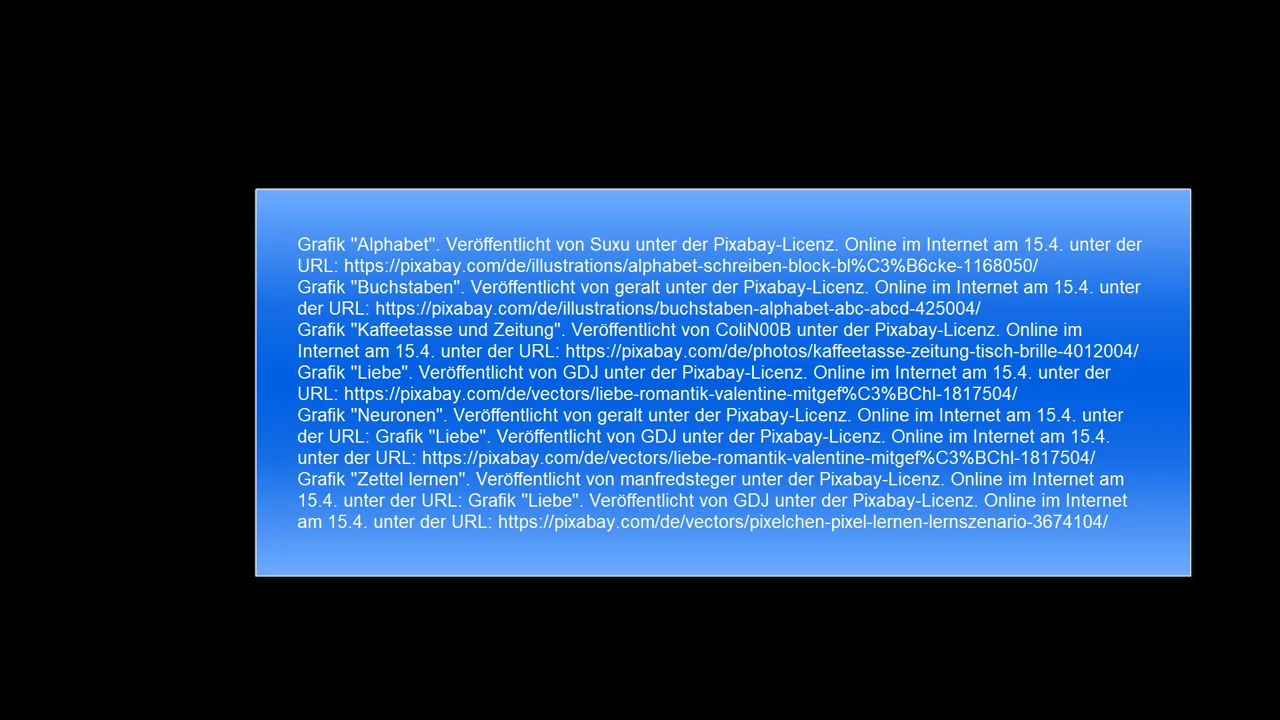 Grafik "Alphabet". Veröffentlicht von Suxu unter der Pixabay-Licenz. Online im Internet am 15.4. unter der
URL: https://pixabay.com/de/illustrations/alphabet-schreiben-block-bl%C3%B6cke-1168050/
Grafik "Buchstaben". Veröffentlicht von geralt unter der Pixabay-Licenz. Online im Internet am 15.4. unter
der URL: https://pixabay.com/de/illustrations/buchstaben-alphabet-abc-abcd-425004/
Grafik "Kaffeetasse und Zeitung". Veröffentlicht von ColiN00B unter der Pixabay-Licenz. Online im
Internet am 15.4. unter der URL: https://pixabay.com/de/photos/kaffeetasse-zeitung-tisch-brille-4012004/
Grafik "Liebe". Veröffentlicht von GDJ unter der Pixabay-Licenz. Online im Internet am 15.4. unter der
URL: https://pixabay.com/de/vectors/liebe-romantik-valentine-mitgef%C3%BChl-1817504/
Grafik "Neuronen". Veröffentlicht von geralt unter der Pixabay-Licenz. Online im Internet am 15.4. unter
der URL: Grafik "Liebe". Veröffentlicht von GDJ unter der Pixabay-Licenz. Online im Internet am 15.4.
unter der URL: https://pixabay.com/de/vectors/liebe-romantik-valentine-mitgef%C3%BChl-1817504/
Grafik "Zettel lernen". Veröffentlicht von manfredsteger unter der Pixabay-Licenz. Online im Internet am
15.4. unter der URL: Grafik "Liebe". Veröffentlicht von GDJ unter der Pixabay-Licenz. Online im Internet
am 15.4. unter der URL: https://pixabay.com/de/vectors/pixelchen-pixel-lernen-lernszenario-3674104/